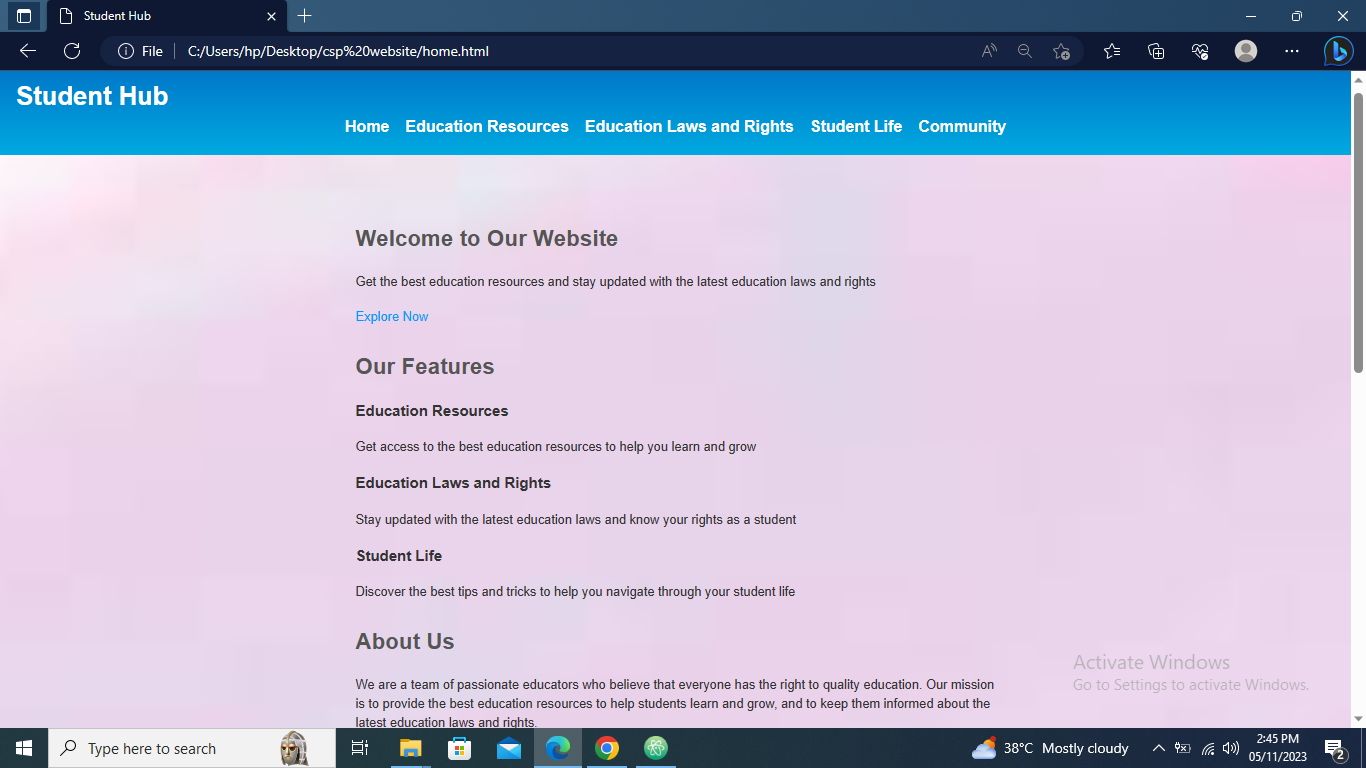 Student Hub
File C:/Users/hp/Desktop/csp%20website/home.html
Student Hub
Home Education Resources Education Laws and Rights Student Life Community
Welcome to Our Website
Get the best education resources and stay updated with the latest education laws and rights
Explore Now
Our Features
Education Resources
Get access to the best education resources to help you learn and grow
Education Laws and Rights
Stay updated with the latest education laws and know your rights as a student
Student Life
Discover the best tips and tricks to help you navigate through your student life
About Us
We are a team of passionate educators who believe that everyone has the right to quality education. Our mission
is to provide the best education resources to help students learn and grow, and to keep them informed about the
latest education laws and rights.
Activate Windows
Go to Settings to activate Windows.
Type here to search
38°C Mostly cloudy
2:45 PM
05/11/2023
2